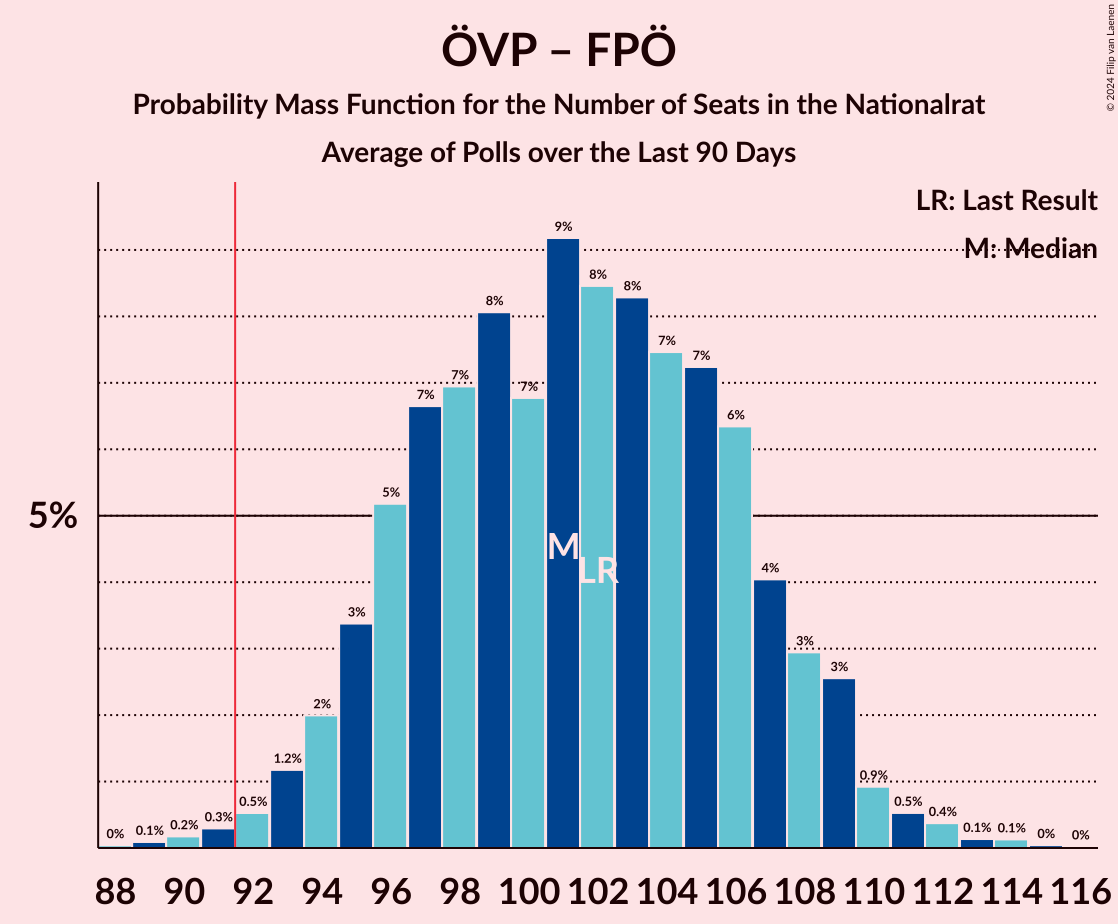 ÖVP – FPÖ
Probability Mass Function for the Number of Seats in the Nationalrat
Average of Polls over the Last 90 Days
© 2024 Filip van Laenen
LR: Last Result
M: Median
5%
0% 0.1% 0.2% 0.3% 0.5% 1.2% 2% 3% 5% 7% 7% 8% 7% 9% 8% 8% 7% 7% 6% 4% 3% 3% 0.9% 0.5% 0.4% 0.1% 0.1% 0% 0%
M
LR
88 90 92 94 96 98 100 102 104 106 108 110 112 114 116